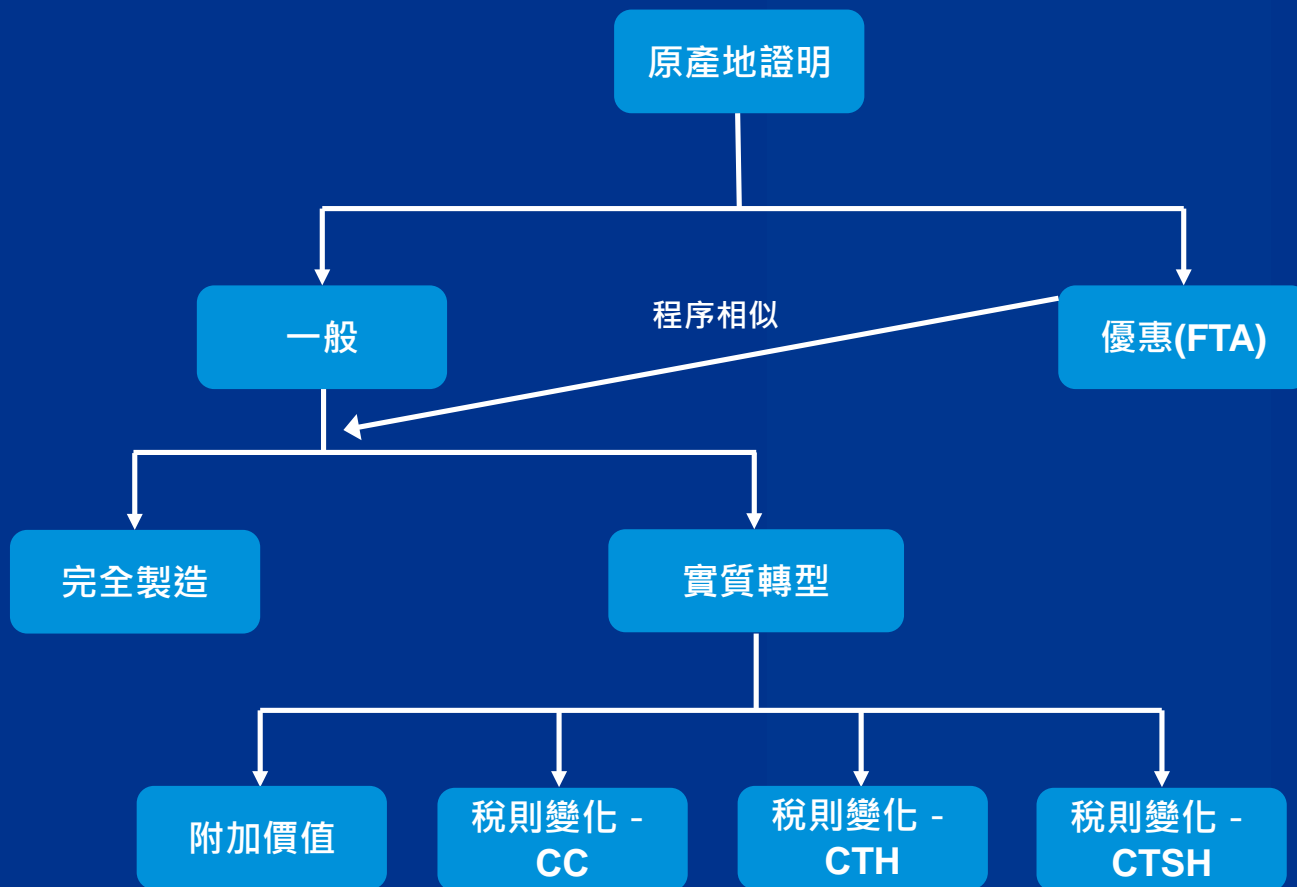 原產地證明
一般
程序相似
優惠(FTA)
完全製造
實質轉型
附加價值
稅則變化 -
CC
稅則變化 -
CTH
稅則變化 -
CTSH